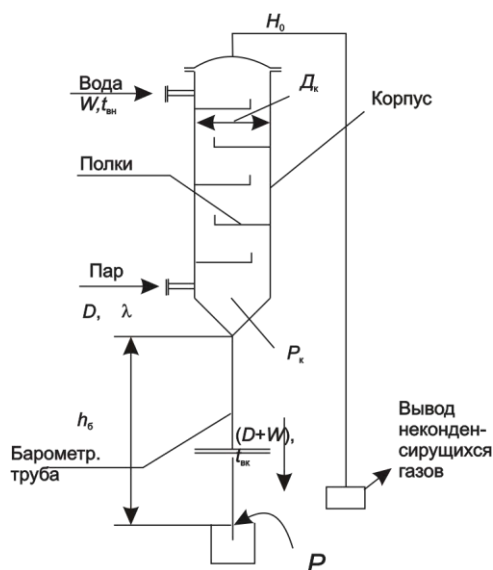 H₀
Вода
W,tвн
Дк
Корпус
Полки
Пар
D, λ
Pк
hб
Барометр.
труба
(D+W),
tвк
Вывод
неконден-
сирущихся
газов
P